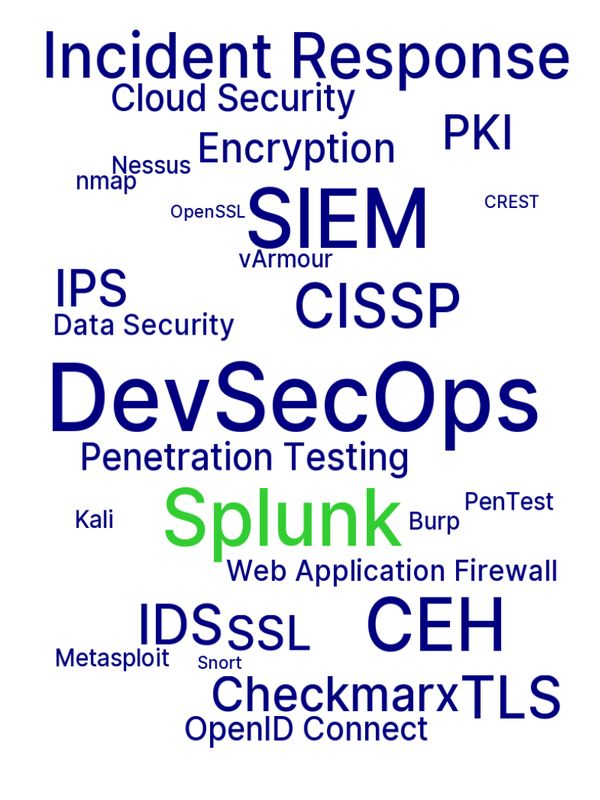 Incident Response
Cloud Security
PKI
Encryption
Nessus
nmap
OpenSSL
SIEM
CREST
vArmour
IPS
CISSP
Data Security
DevSecOps
Penetration Testing
Splunk
PenTest
Kali
Burp
Web Application Firewall
IDS
SSL
CEH
Metasploit
Snort
Checkmarx
TLS
OpenID Connect